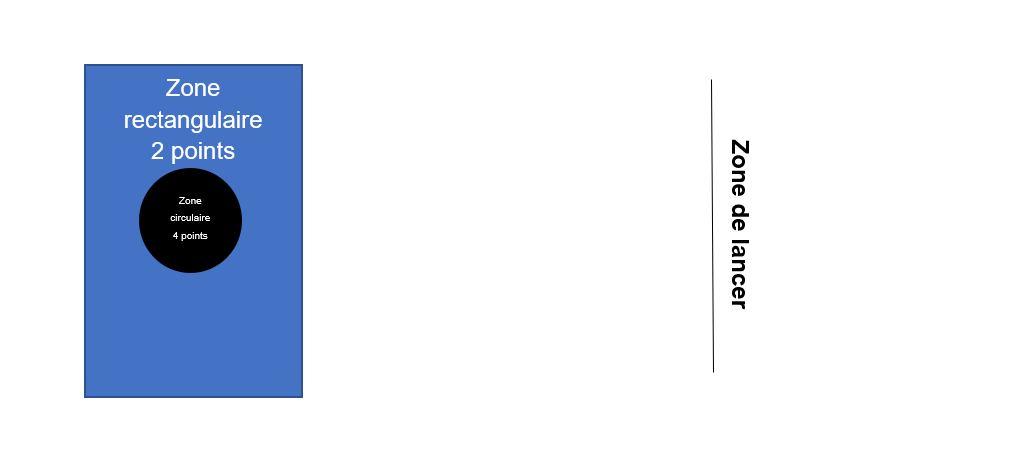 Zone
rectangulaire
2 points
Zone
circulaire
4 points
Zone de lancer